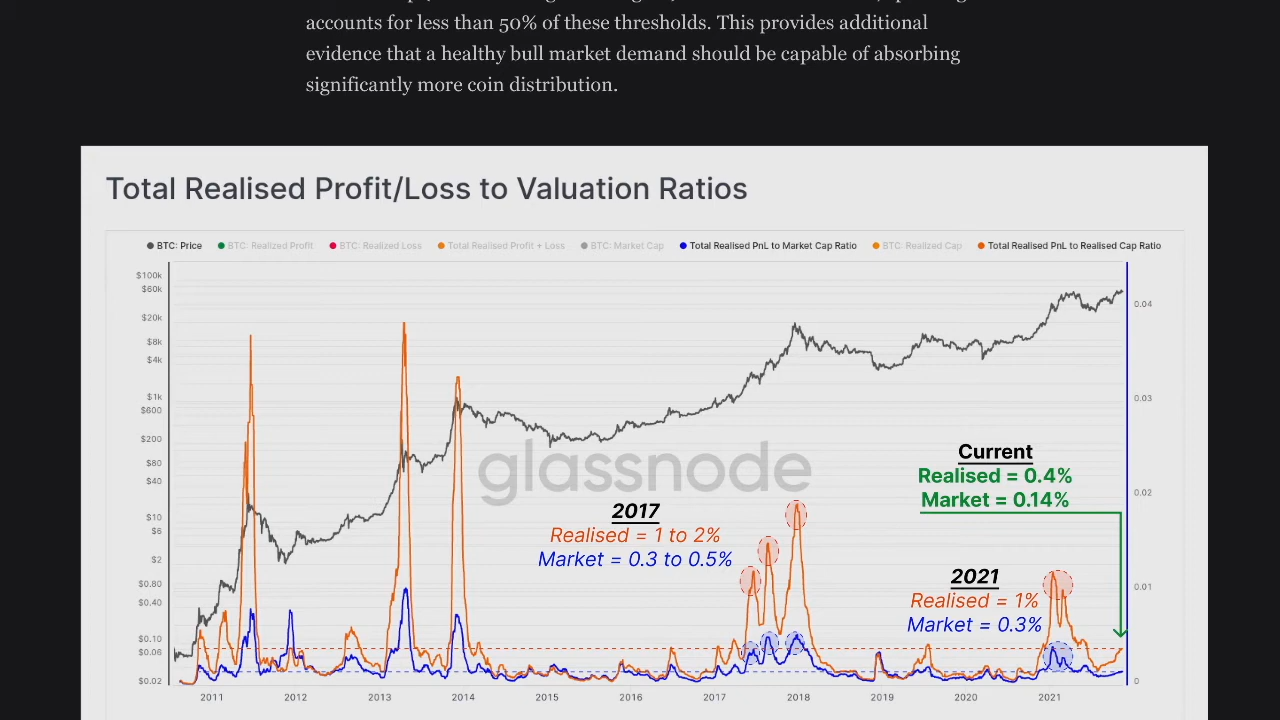 accounts for less than 50% of these thresholds. This provides additional
evidence that a healthy bull market demand should be capable of absorbing
significantly more coin distribution.
Total Realised Profit/Loss to Valuation Ratios
BTC: Price BTC: Realized Profit BTC: Realized Loss Total Realised Profit + Loss BTC: Market Cap Total Realised PnL to Market Cap Ratio BTC: Realized Cap Total Realised PnL to Realised Cap Ratio
$100k
$60k
$20k
$8k
$4k
$1k
$600
$200
$80
$40
$10
$6
$2
$0.80
$0.40
$0.10
$0.06
$0.02
0.04
0.03
0.02
0.01
0
glassnode
2017
Realised = 1 to 2%
Market = 0.3 to 0.5%
Current
Realised = 0.4%
Market = 0.14%
2021
Realised = 1%
Market = 0.3%
2011 2012 2013 2014 2015 2016 2017 2018 2019 2020 2021